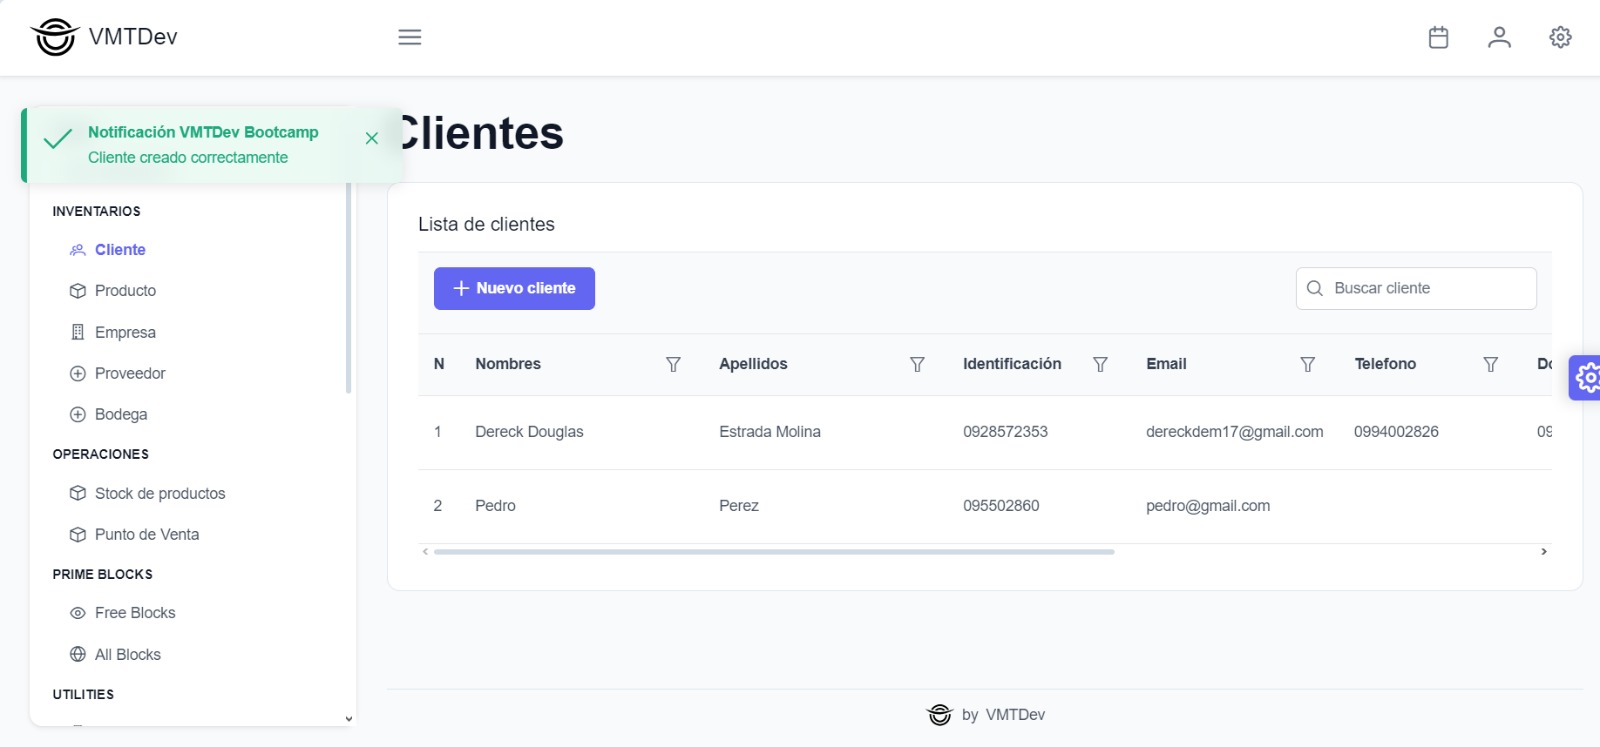 VMTDev
Notificación VMTDev Bootcamp
Cliente creado correctamente
Clientes
INVENTARIOS
Cliente
Producto
Empresa
Proveedor
Bodega
OPERACIONES
Stock de productos
Punto de Venta
PRIME BLOCKS
Free Blocks
All Blocks
UTILITIES
Lista de clientes
Nuevo cliente
Buscar cliente
N Nombres Apellidos Identificación Email Telefono
1 Dereck Douglas Estrada Molina 0928572353 dereckdem17@gmail.com 0994002826 09
2 Pedro Perez 095502860 pedro@gmail.com
by VMTDev